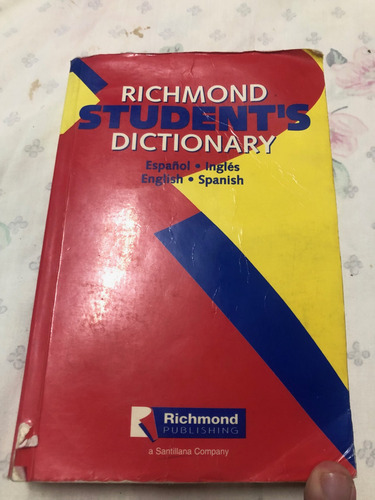 RICHMOND
STUDENT'S
DICTIONARY
Español • Inglés
English • Spanish
Richmond
PUBLISHING
a Santillana Company